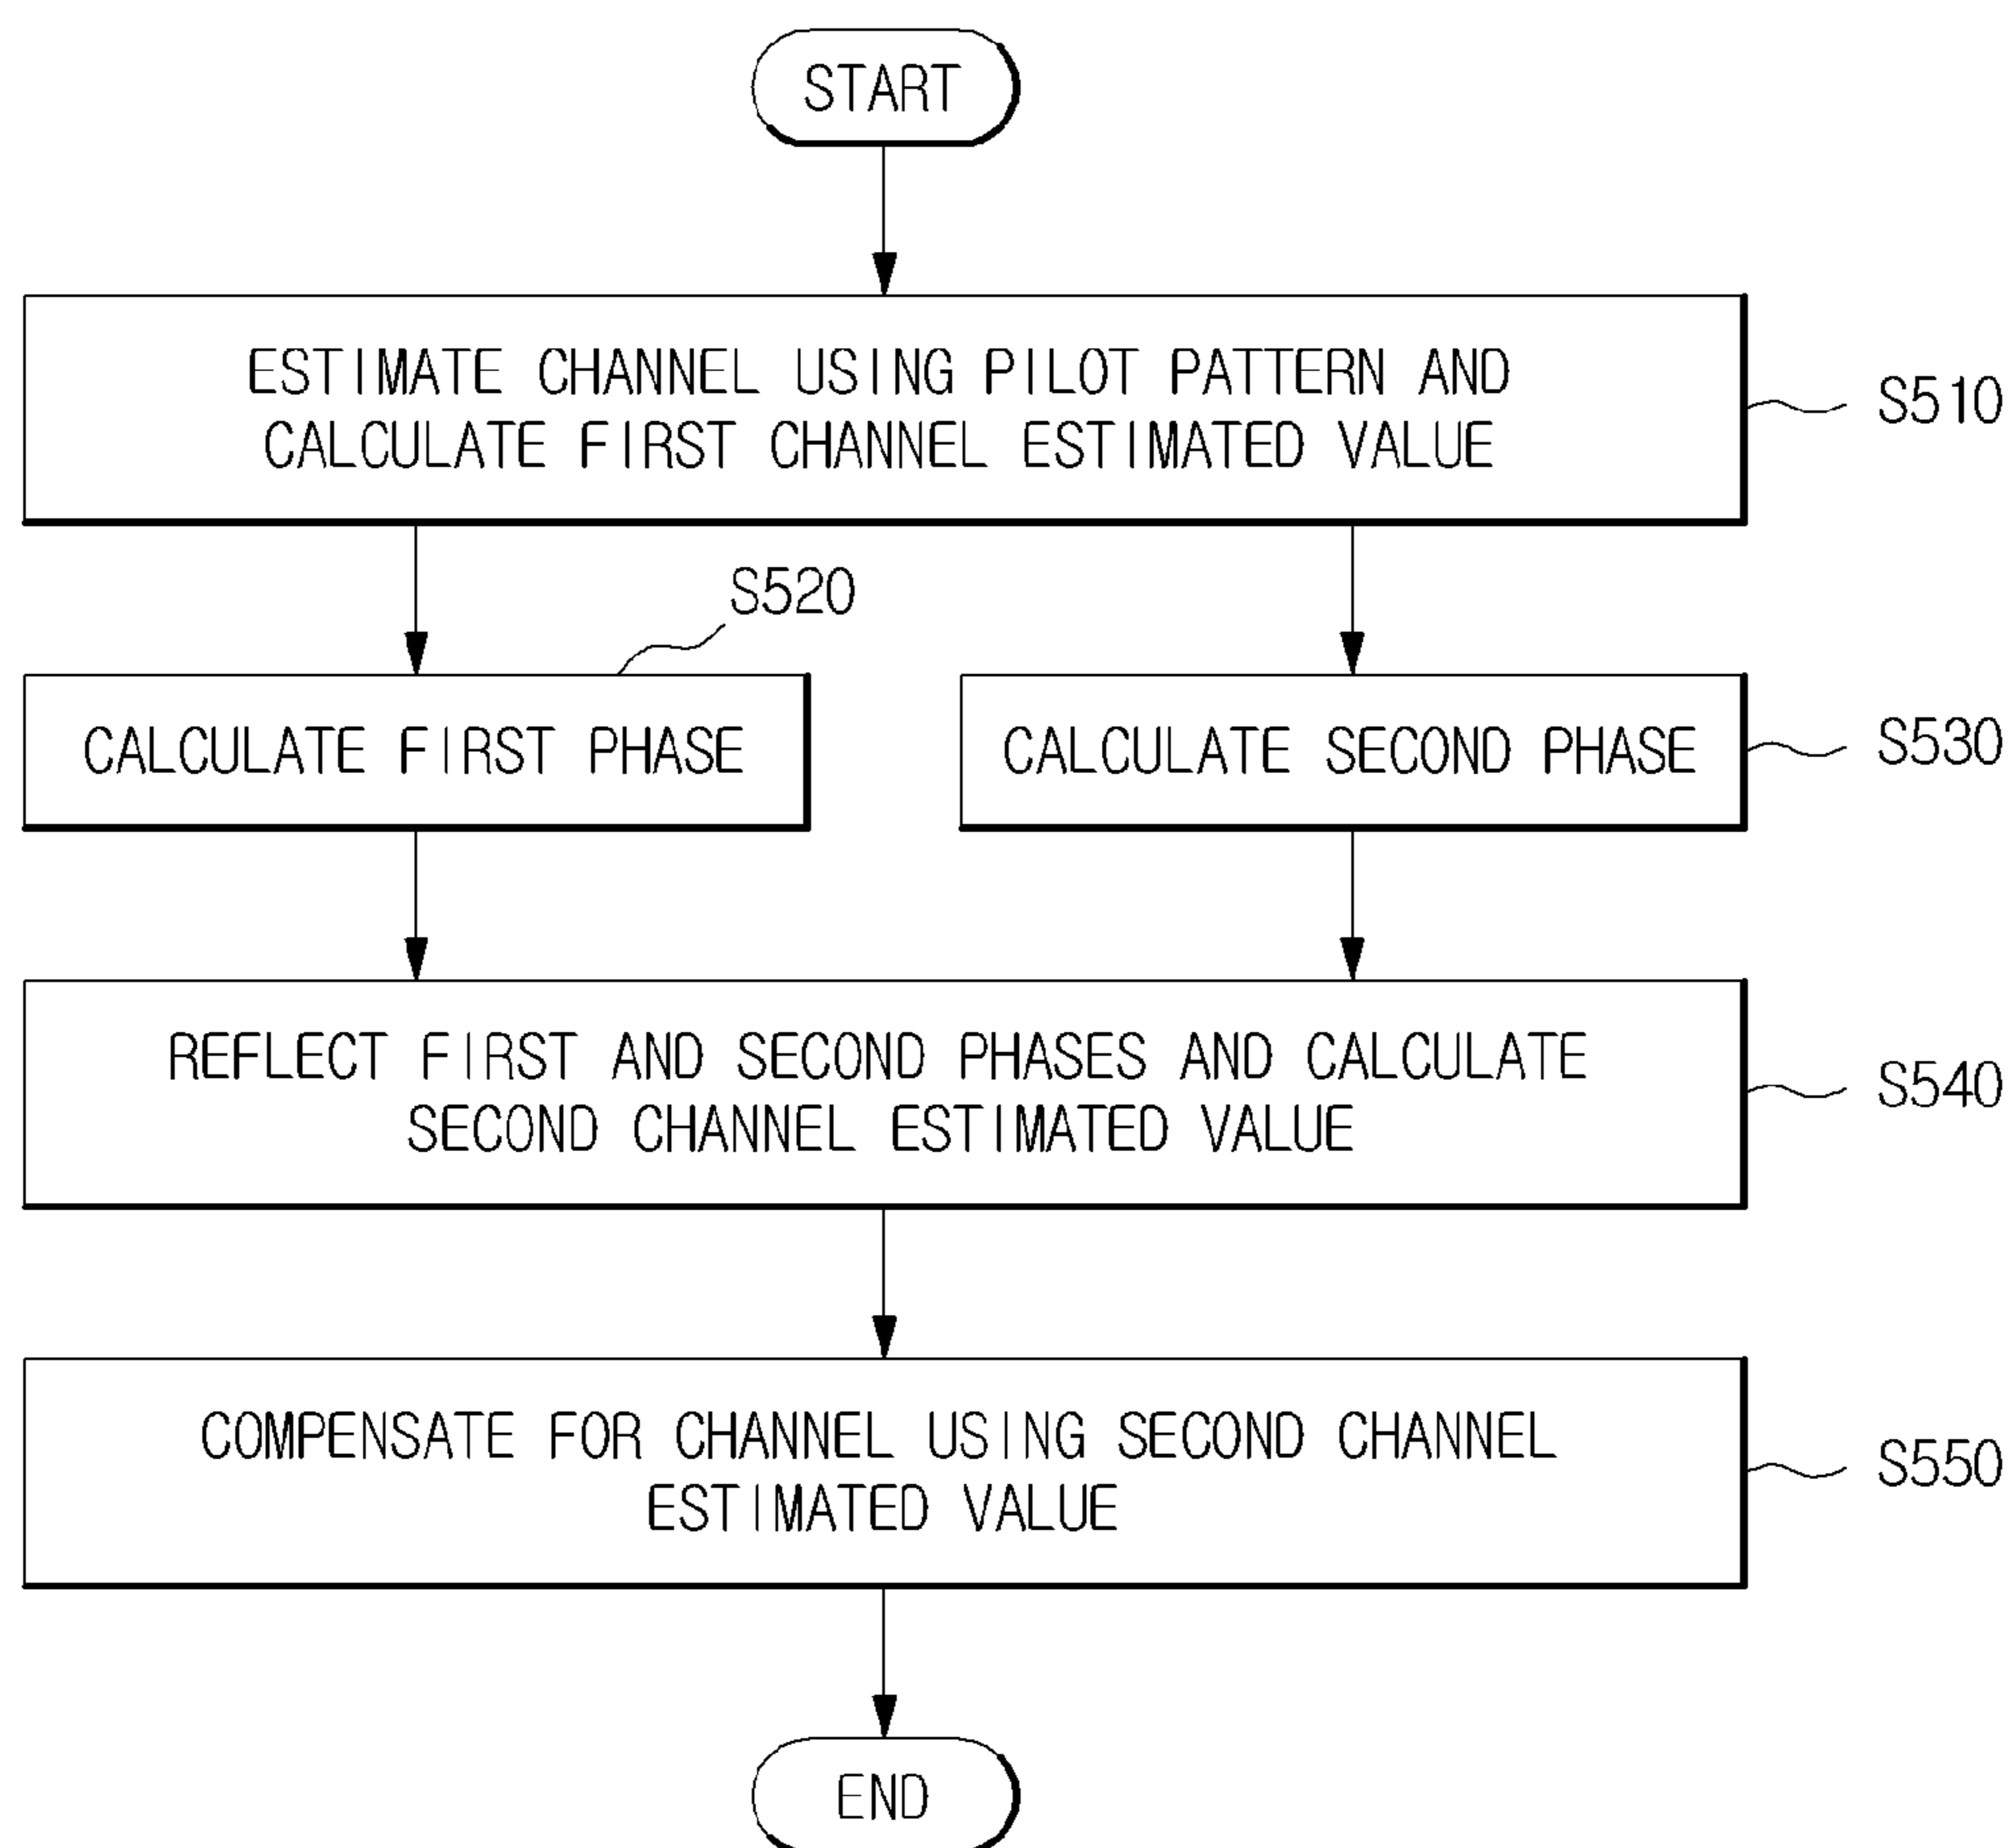 START
ESTIMATE CHANNEL USING PILOT PATTERN AND
CALCULATE FIRST CHANNEL ESTIMATED VALUE
S510
S520
CALCULATE FIRST PHASE
CALCULATE SECOND PHASE
S530
REFLECT FIRST AND SECOND PHASES AND CALCULATE
SECOND CHANNEL ESTIMATED VALUE
S540
COMPENSATE FOR CHANNEL USING SECOND CHANNEL
ESTIMATED VALUE
S550
END